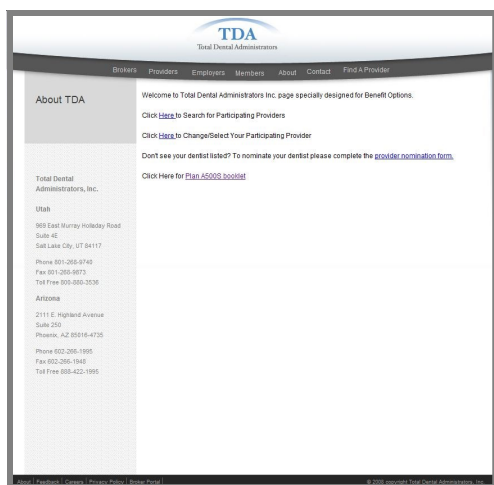 TDA
Total Dental Administrators
Brokers Providers Employers Members About Contact Find A Provider
About TDA
Welcome to Total Dental Administrators Inc. page specially designed for Benefit Options.
Click Here to Search for Participating Providers
Click Here to Change/Select Your Participating Provider
Don't see your dentist listed? To nominate your dentist please complete the provider nomination form.
Click Here for Plan A500S booklet
Total Dental
Administrators, Inc.
Utah
969 East Murray Holladay Road
Suite 4E
Salt Lake City, UT 84117
Phone 801-268-9740
Fax 801-268-9873
Toll Free 800-880-3536
Arizona
2111 E. Highland Avenue
Suite 250
Phoenix, AZ 85016-4735
Phone 602-266-1995
Fax 602-266-1948
Toll Free 888-422-1995
About | Feedback | Careers | Privacy Policy | Broker Portal |
© 2006 copyright Total Dental Administrators, Inc.